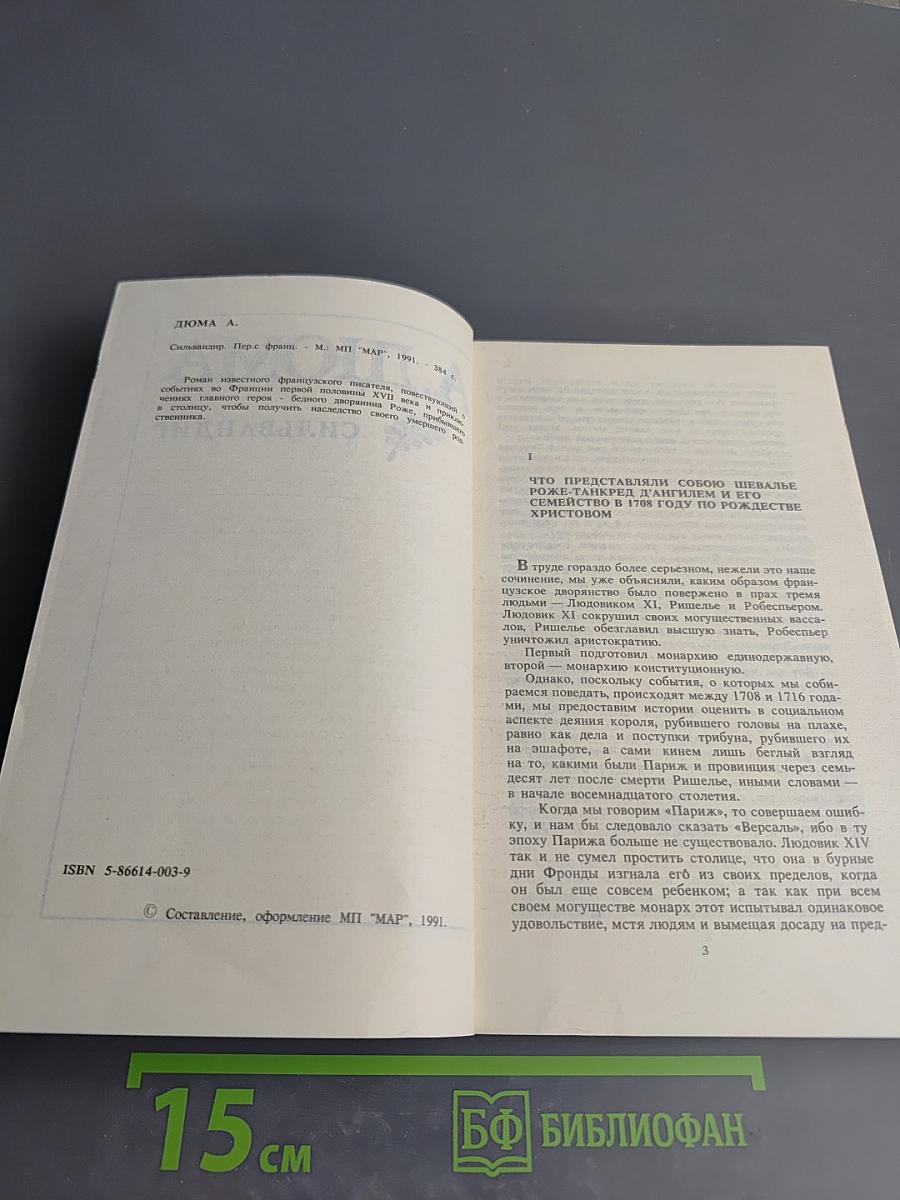 ДЮМА А.
Сильвандир. Пер.с франц. - М.: МП "МАР", 1991. - 384 с.
Роман известного французского писателя, повествующий о
событиях во Франции первой половины XVII века и приклю-
чениях главного героя - бедного дворянина Роже, прибывшего
в столицу, чтобы получить наследство своего умершего род-
ственника.
ISBN 5-86614-003-9
© Составление, оформление МП "МАР", 1991.
I
ЧТО ПРЕДСТАВЛЯЛИ СОБОЮ ШЕВАЛЬЕ
РОЖЕ-ТАНКРЕД Д'АНГИЛЕМ И ЕГО
СЕМЕЙСТВО В 1708 ГОДУ ПО РОЖДЕСТВЕ
ХРИСТОВОМ
В труде гораздо более серьезном, нежели это наше
сочинение, мы уже объясняли, каким образом фран-
цузское дворянство было повержено в прах тремя
людьми — Людовиком XI, Ришелье и Робеспьером.
Людовик XI сокрушил своих могущественных васса-
лов, Ришелье обезглавил высшую знать, Робеспьер
уничтожил аристократию.
Первый подготовил монархию единодержавную,
второй — монархию конституционную.
Однако, поскольку события, о которых мы соби-
раемся поведать, происходят между 1708 и 1716 года-
ми, мы предоставим истории оценить в социальном
аспекте деяния короля, рубившего головы на плахе,
равно как дела и поступки трибуна, рубившего их
на эшафоте, а сами кинем лишь беглый взгляд
на то, какими были Париж и провинция через семь-
десят лет после смерти Ришелье, иными словами —
в начале восемнадцатого столетия.
Когда мы говорим «Париж», то совершаем ошиб-
ку, и нам бы следовало сказать «Версаль», ибо в ту
эпоху Парижа больше не существовало. Людовик XIV
так и не сумел простить столице, что она в бурные
дни Фронды изгнала его из своих пределов, когда
он был еще совсем ребенком; а так как при всем
своем могуществе монарх этот испытывал одинаковое
удовольствие, мстя людям и вымещая досаду на пред-
3
15 см
БФ БИБЛИОФАН